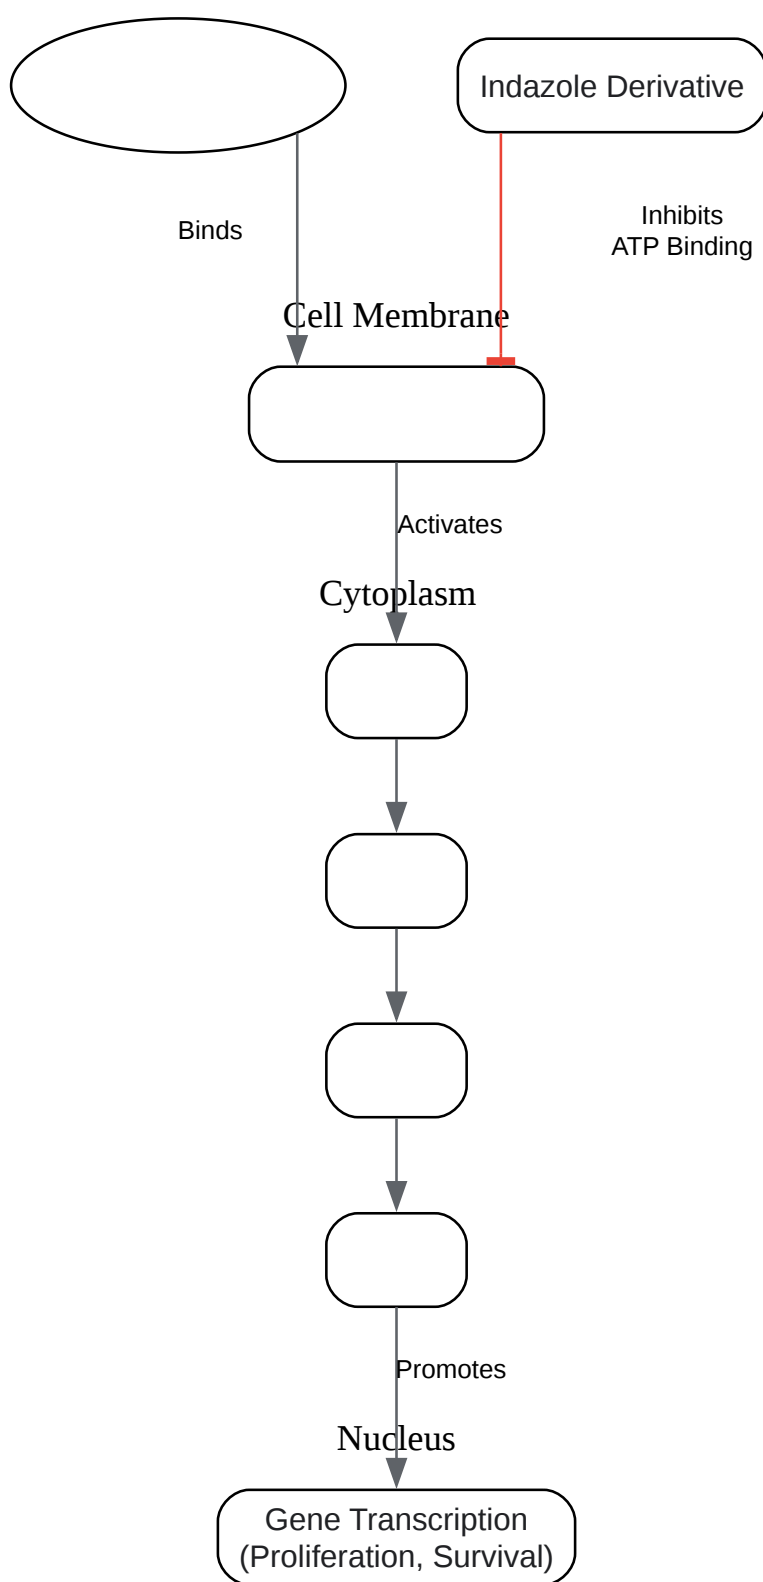 Indazole Derivative
Binds
Inhibits
ATP Binding
Cell Membrane
Activates
Cytoplasm
Promotes
Nucleus
Gene Transcription
(Proliferation, Survival)